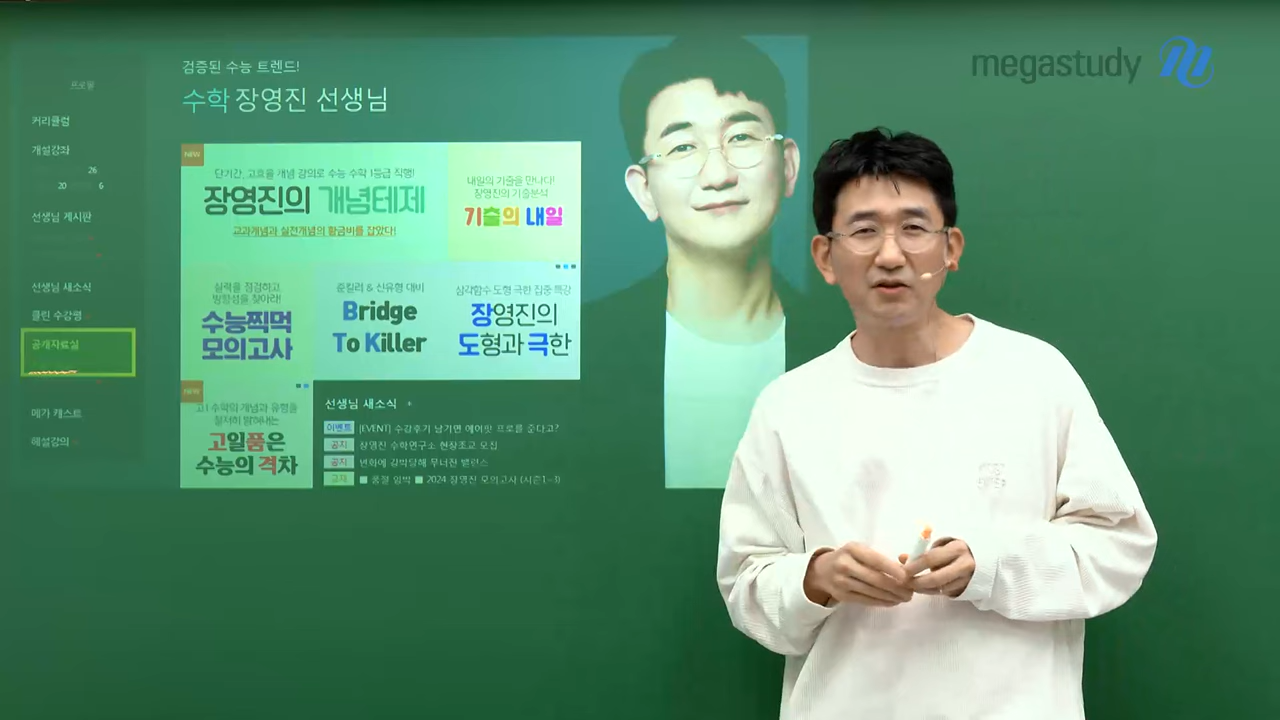 megastudy
프로필
커리큘럼
개설강좌
26
20 6
선생님 게시판
선생님 새소식
클린 수강평
공개자료실
메가 캐스트
해설강의
검증된 수능 트렌드!
수학 장영진 선생님
NEW
단기간, 고효율 개념 강의로 수능 수학 1등급 직행!
장영진의 개념테제
교과개념과 실전개념의 황금비를 잡았다!
내일의 기출을 만나다!
장영진의 기출분석
기출의 내일
실력을 점검하고,
방향성을 찾아라!
수능찍먹
모의고사
준킬러 & 신유형 대비
Bridge
To Killer
삼각함수 도형 극한 집중 특강
장영진의
도형과 극한
NEW
고1 수학의 개념과 유형을
철저히 밝혀내는
고일품은
수능의 격차
선생님 새소식 +
이벤트 [EVENT] 수강후기 남기면 에어팟 프로를 준다고?
공지 장영진 수학연구소 현장조교 모집
공지 변화에 강박당해 무너진 밸런스
교재 ■ 품절 임박 ■ 2024 장영진 모의고사 (시즌1~3)